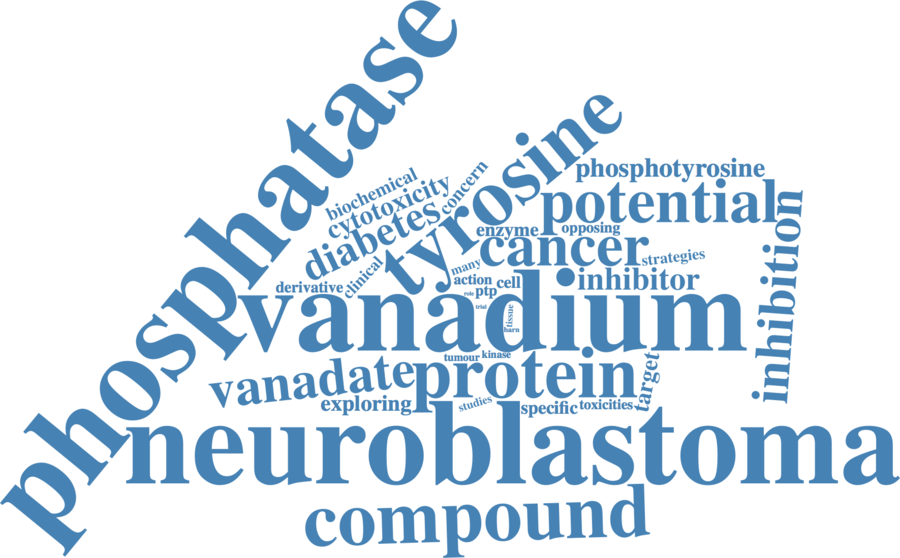 phosphatase
tyrosine
phosphotyrosine
biochemical
cytotoxicity
concern
potential
diabetes
enzyme
opposing
inhibition
cancer
strategies
clinical
many
derivative
action
cell
inhibitor
role
ptp
vanadium
trial
tissue
harn
tumour
kinase
vanadate
protein
target
exploring
studies
specific
toxicities
neuroblastoma
compound